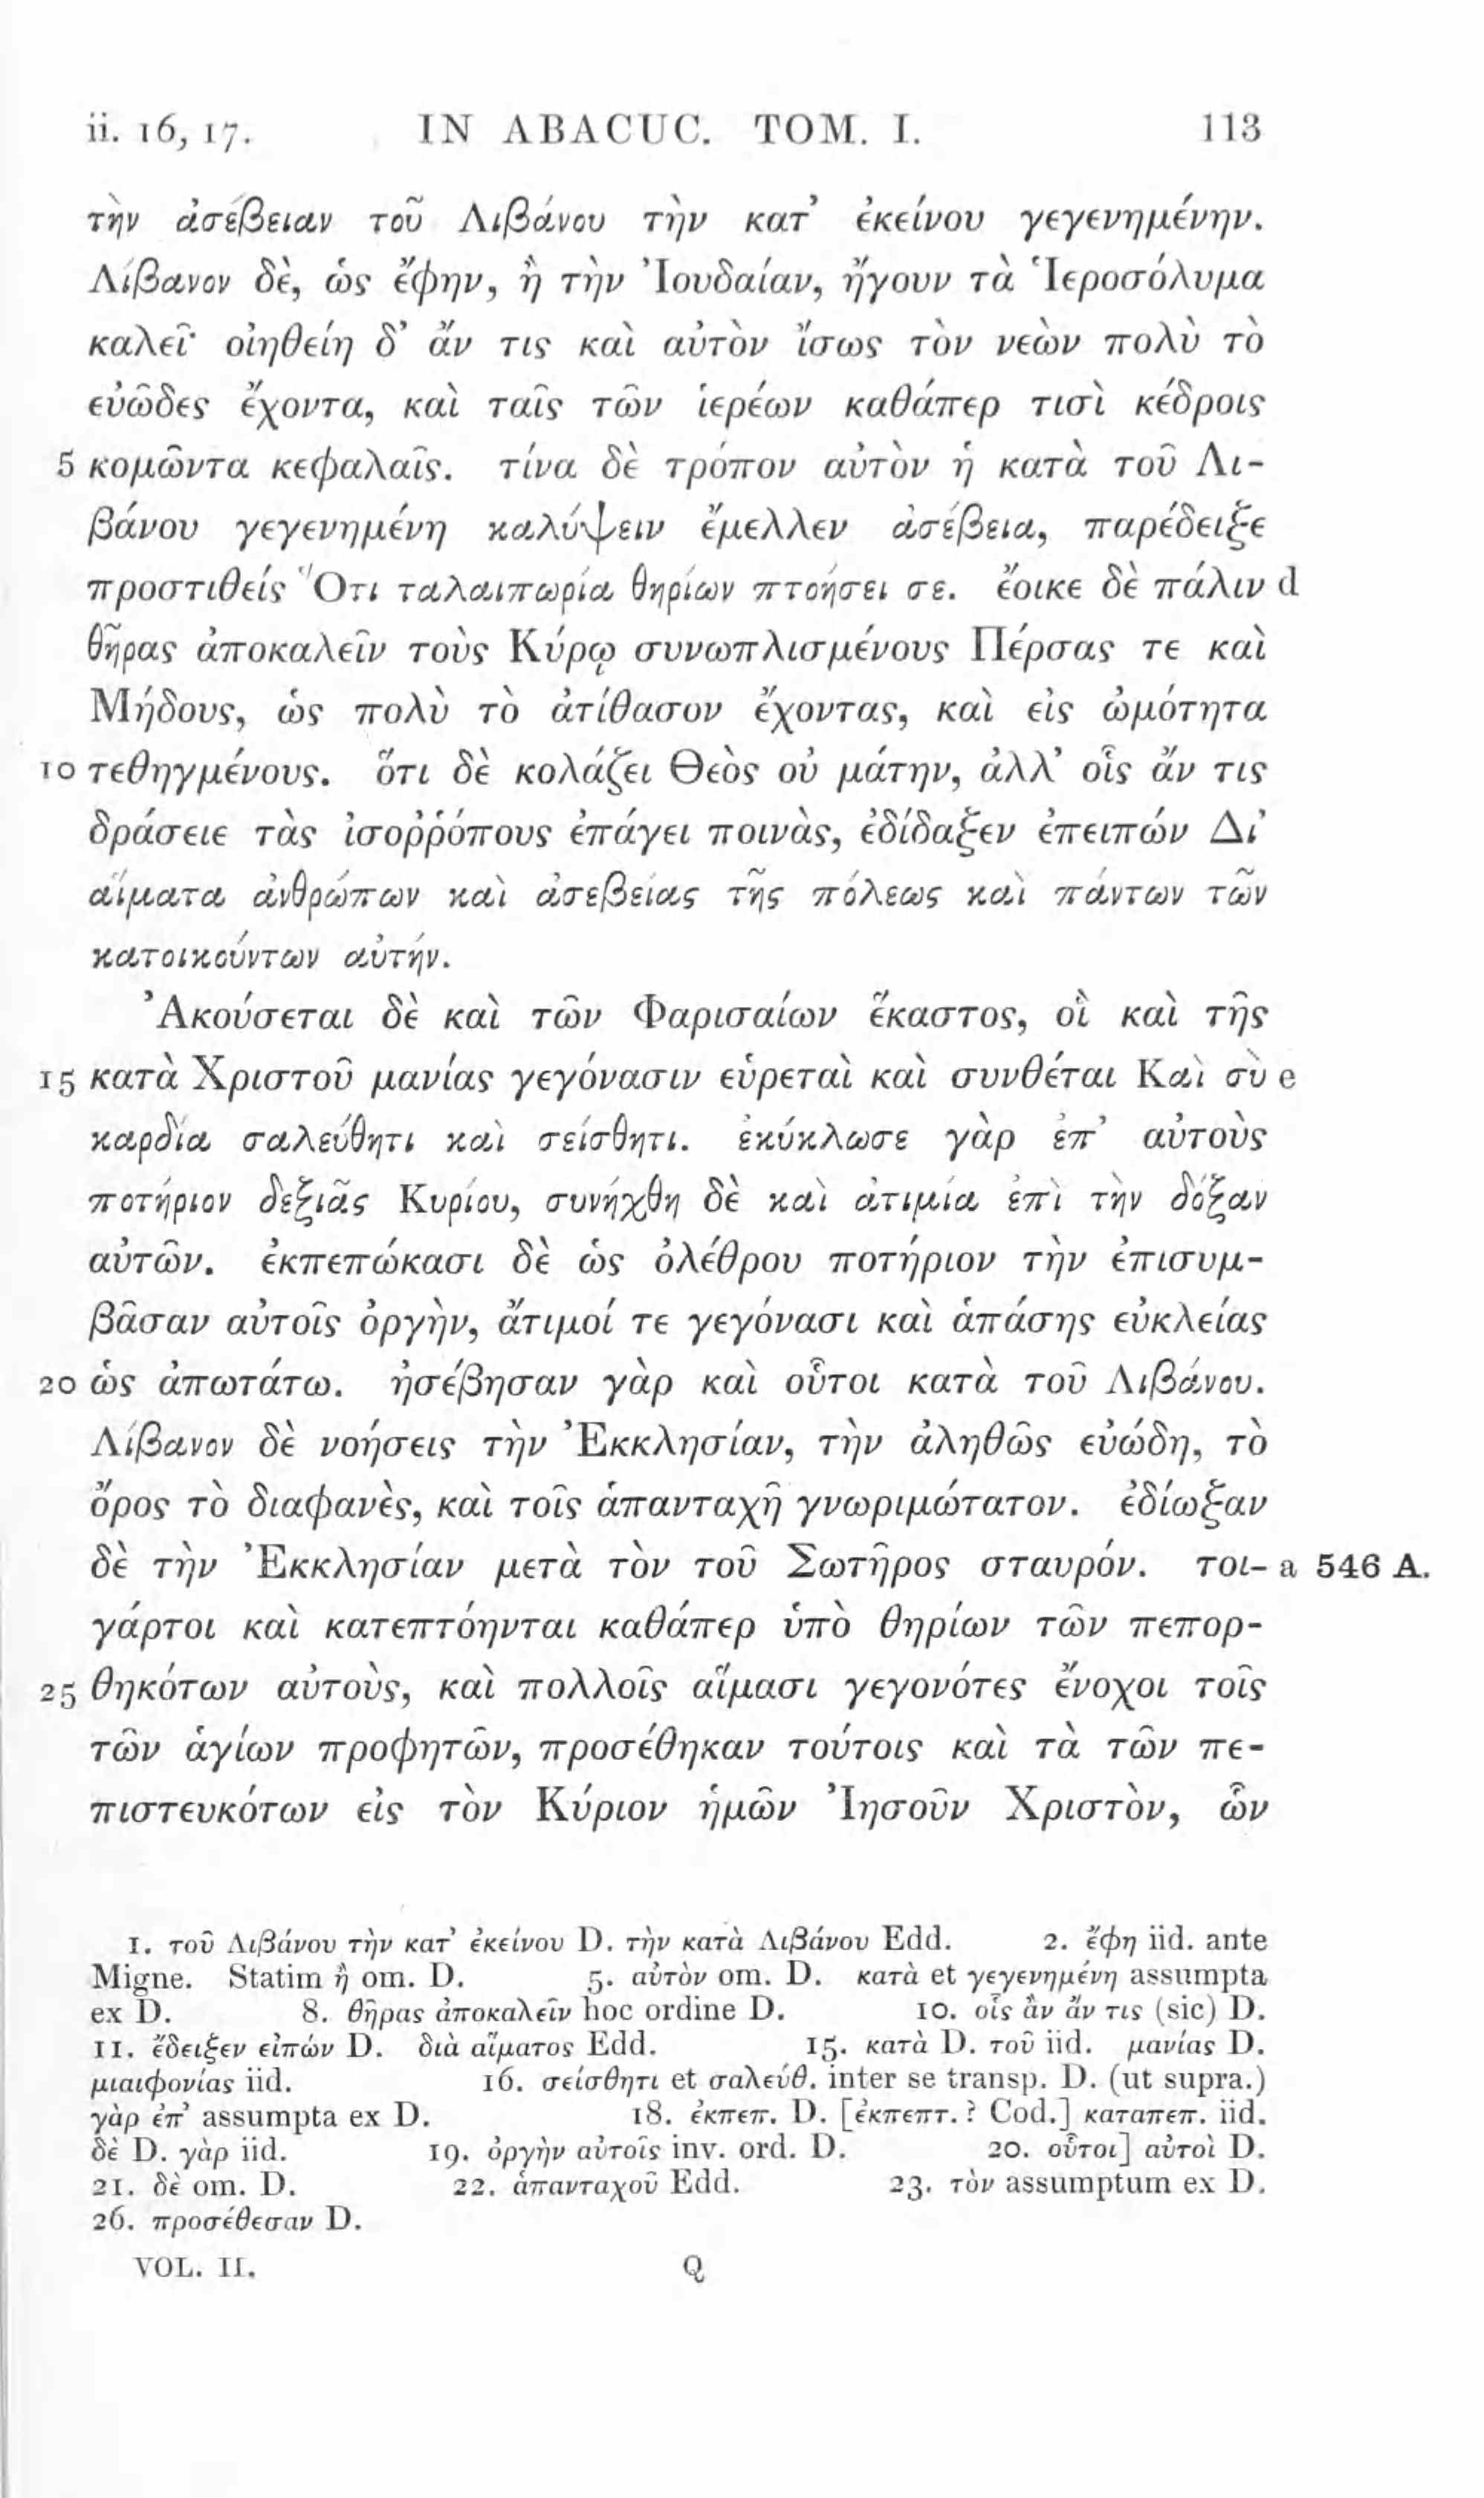 ii. 16, 17. IN ABACUC. TOM. I. 113
τὴν ἀσέβειαν τοῦ Λιβάνου τὴν κατ’ ἐκείνου γεγενημένην.
Λίβανον δὲ, ὡς ἔφην, ἢ τὴν Ἰουδαίαν, ἤγουν τὰ Ἱεροσόλυμα
καλεῖ· οἰηθείη δ’ ἄν τις καὶ αὐτὸν ἴσως τὸν νεὼν πολὺ τὸ
εὐῶδες ἔχοντα, καὶ ταῖς τῶν ἱερέων καθάπερ τισὶ κέδροις
5 κομῶντα κεφαλαῖς. τίνα δὲ τρόπον αὐτὸν ἡ κατὰ τοῦ Λι-
βάνου γεγενημένη καλύψειν ἔμελλεν ἀσέβεια, παρέδειξε
προστιθείς Ὅτι ταλαιπωρία θηρίων πτοήσει σε. ἔοικε δὲ πάλιν d
θῆρας ἀποκαλεῖν τοὺς Κύρῳ συνωπλισμένους Πέρσας τε καὶ
Μήδους, ὡς πολὺ τὸ ἀτίθασον ἔχοντας, καὶ εἰς ὠμότητα
10 τεθηγμένους. ὅτι δὲ κολάζει Θεὸς οὐ μάτην, ἀλλ’ οἷς ἄν τις
δράσειε τὰς ἰσοῤῥόπους ἐπάγει ποινὰς, ἐδίδαξεν ἐπειπών Δι’
αἵματα ἀνθρώπων καὶ ἀσεβείας τῆς πόλεως καὶ πάντων τῶν
κατοικούντων αὐτήν.
Ἀκούσεται δὲ καὶ τῶν Φαρισαίων ἕκαστος, οἳ καὶ τῆς
15 κατὰ Χριστοῦ μανίας γεγόνασιν εὑρεταὶ καὶ συνθέται Καὶ σὺ e
καρδία σαλεύθητι καὶ σείσθητι. ἐκύκλωσε γὰρ ἐπ’ αὐτοὺς
ποτήριον δεξιᾶς Κυρίου, συνήχθη δὲ καὶ ἀτιμία ἐπὶ τὴν δόξαν
αὐτῶν. ἐκπεπώκασι δὲ ὡς ὀλέθρου ποτήριον τὴν ἐπισυμ-
βᾶσαν αὐτοῖς ὀργὴν, ἄτιμοί τε γεγόνασι καὶ ἁπάσης εὐκλείας
20 ὡς ἀπωτάτω. ἠσέβησαν γὰρ καὶ οὗτοι κατὰ τοῦ Λιβάνου.
Λίβανον δὲ νοήσεις τὴν Ἐκκλησίαν, τὴν ἀληθῶς εὐώδη, τὸ
ὄρος τὸ διαφανὲς, καὶ τοῖς ἁπανταχῆ γνωριμώτατον. ἐδίωξαν
δὲ τὴν Ἐκκλησίαν μετὰ τὸν τοῦ Σωτῆρος σταυρόν. τοι- a 546 A.
γάρτοι καὶ κατεπτόηνται καθάπερ ὑπὸ θηρίων τῶν πεπορ-
25 θηκότων αὐτοὺς, καὶ πολλοῖς αἵμασι γεγονότες ἔνοχοι τοῖς
τῶν ἁγίων προφητῶν, προσέθηκαν τούτοις καὶ τὰ τῶν πε-
πιστευκότων εἰς τὸν Κύριον ἡμῶν Ἰησοῦν Χριστὸν, ὧν
1. τοῦ Λιβάνου τὴν κατ’ ἐκείνου D. τὴν κατὰ Λιβάνου Edd. 2. ἔφη iid. ante
Migne. Statim ἢ om. D. 5. αὐτὸν om. D. κατὰ et γεγενημένη assumpta
ex D. 8. θῆρας ἀποκαλεῖν hoc ordine D. 10. οἷς ἂν ἄν τις (sic) D.
11. ἔδειξεν εἰπών D. διὰ αἵματος Edd. 15. κατὰ D. τοῦ iid. μανίας D.
μιαιφονίας iid. 16. σείσθητι et σαλεύθ. inter se transp. D. (ut supra.)
γὰρ ἐπ’ assumpta ex D. 18. ἐκπεπ. D. [ἐκπεπτ. ? Cod.] καταπεπ. iid.
δὲ D. γὰρ iid. 19. ὀργὴν αὐτοῖς inv. ord. D. 20. οὗτοι] αὐτοὶ D.
21. δὲ om. D. 22. ἁπανταχοῦ Edd. 23. τὸν assumptum ex D.
26. προσέθεσαν D.
VOL. II. Q